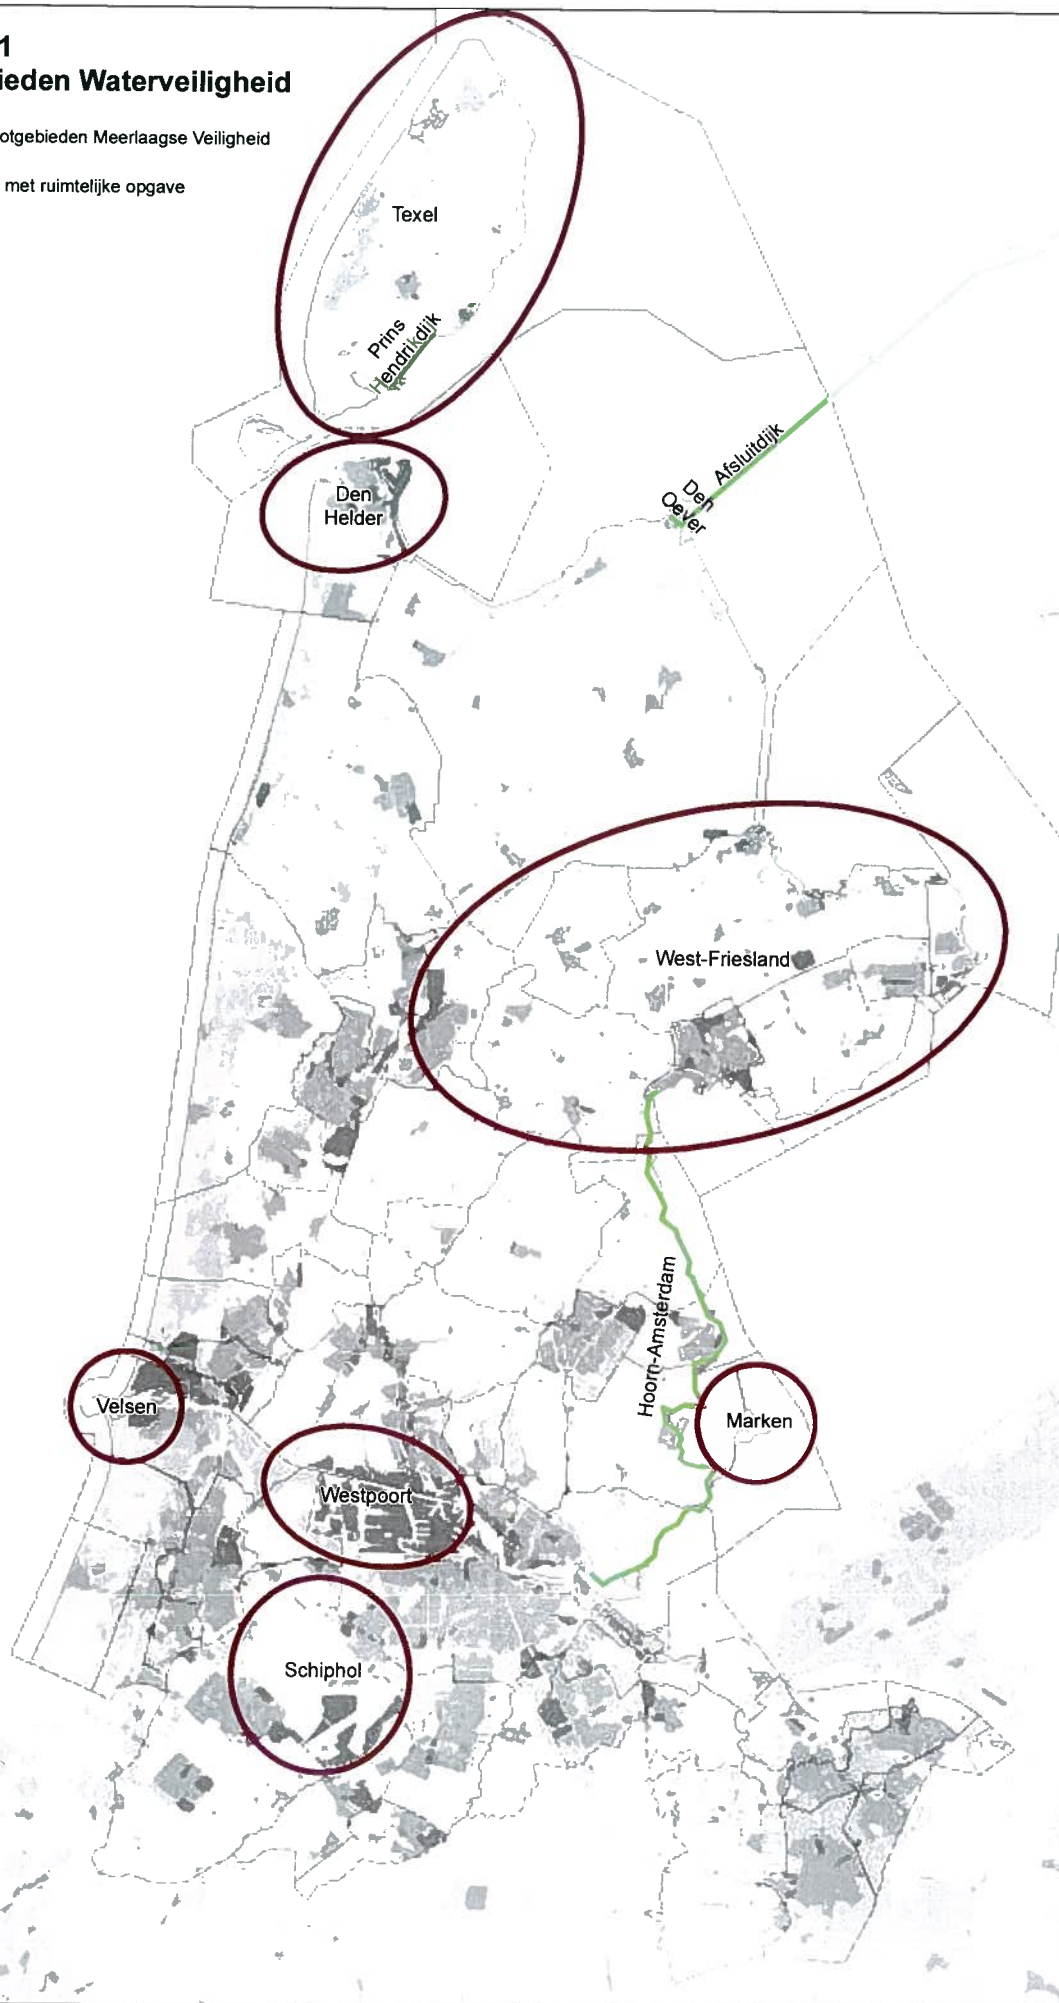 1
ieden Waterveiligheid
otgebieden Meerlaagse Veiligheid
met ruimtelijke opgave
Texel
Prins
Hendrikdijk
Den
Helder
Afsluitdijk
Den
Oever
West-Friesland
Hoorn-Amsterdam
Velsen
Marken
Westpoort
Schiphol